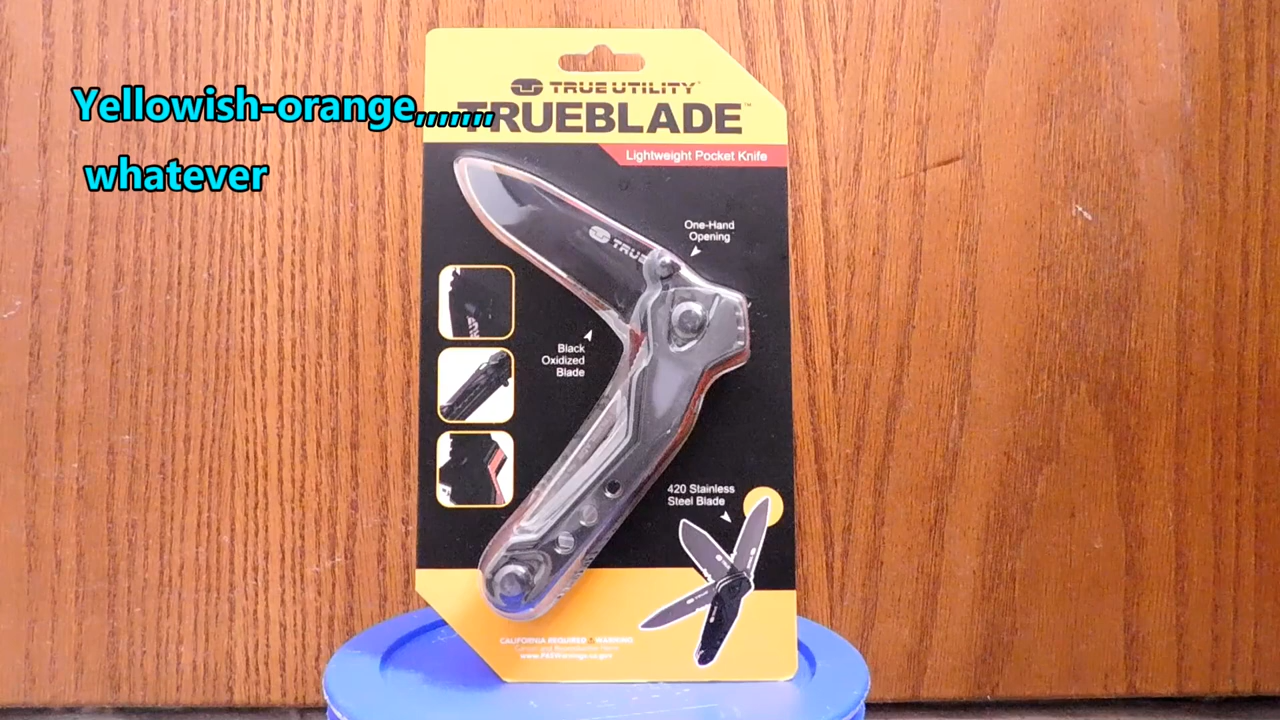 Yellowish-orange,,,,,,,
whatever
TRUE UTILITY
TRUEBLADE™
Lightweight Pocket Knife
One-Hand
Opening
TRUE
Black
Oxidized
Blade
420 Stainless
Steel Blade
CALIFORNIA REQUIRED WARNING